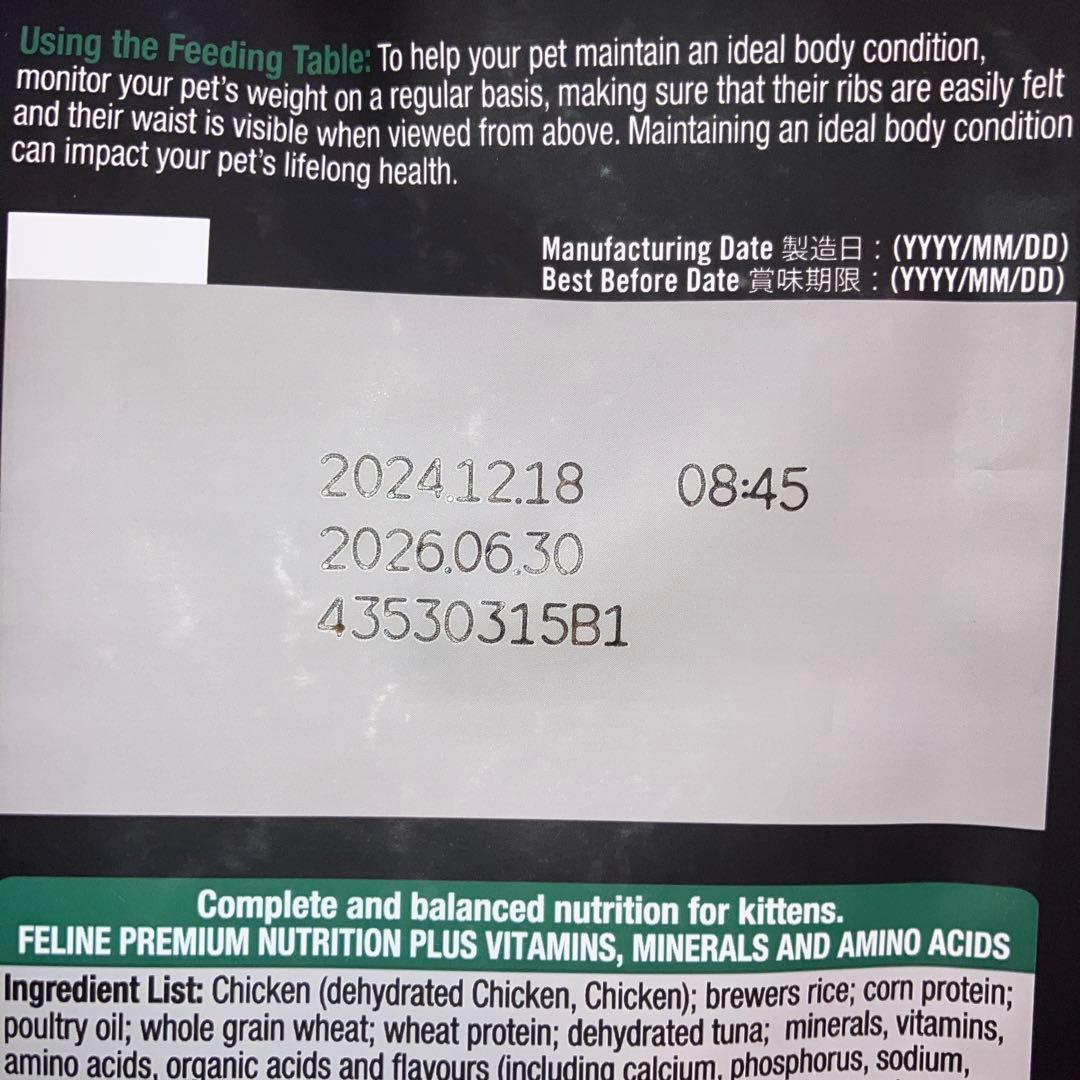 Using the Feeding Table: To help your pet maintain an ideal body condition,
monitor your pet's weight on a regular basis, making sure that their ribs are easily felt
and their waist is visible when viewed from above. Maintaining an ideal body condition
can impact your pet's lifelong health.
Manufacturing Date 製造日 : (YYYY/MM/DD)
Best Before Date 賞味期限 : (YYYY/MM/DD)
2024.12.18 08:45
2026.06.30
43530315B1
Complete and balanced nutrition for kittens.
FELINE PREMIUM NUTRITION PLUS VITAMINS, MINERALS AND AMINO ACIDS
Ingredient List: Chicken (dehydrated Chicken, Chicken); brewers rice; corn protein;
poultry oil; whole grain wheat; wheat protein; dehydrated tuna; minerals, vitamins,
amino acids, organic acids and flavours (including calcium, phosphorus, sodium,